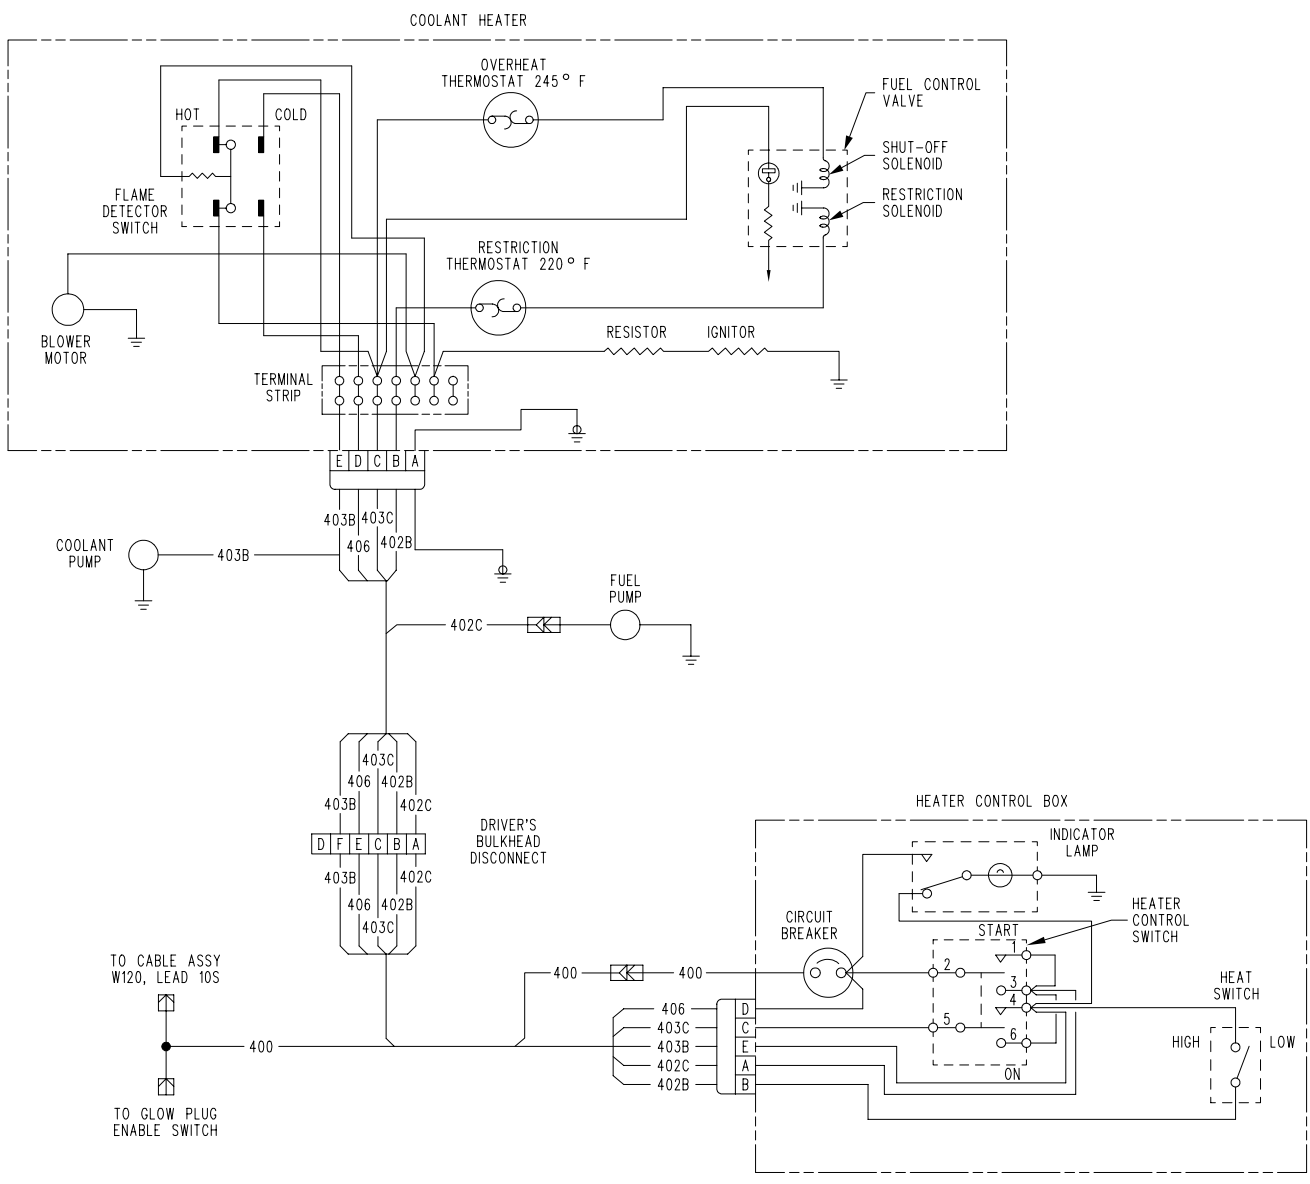 COOLANT HEATER
OVERHEAT
THERMOSTAT 245° F
FUEL CONTROL
VALVE
HOT
COLD
SHUT-OFF
SOLENOID
FLAME
DETECTOR
SWITCH
RESTRICTION
SOLENOID
RESTRICTION
THERMOSTAT 220° F
BLOWER
MOTOR
RESISTOR
IGNITOR
TERMINAL
STRIP
E D C B A
403B
403C
406
402B
COOLANT
PUMP
403B
FUEL
PUMP
402C
403C
406
402B
403B
402C
D F E C B A
DRIVER'S
BULKHEAD
DISCONNECT
403B
402C
406
402B
403C
HEATER CONTROL BOX
INDICATOR
LAMP
HEATER
CONTROL
SWITCH
CIRCUIT
BREAKER
START
1
2
3
4
5
6
ON
HEAT
SWITCH
HIGH
LOW
TO CABLE ASSY
W120, LEAD 10S
400
400
400
406 D
403C C
403B E
402C A
402B B
TO GLOW PLUG
ENABLE SWITCH